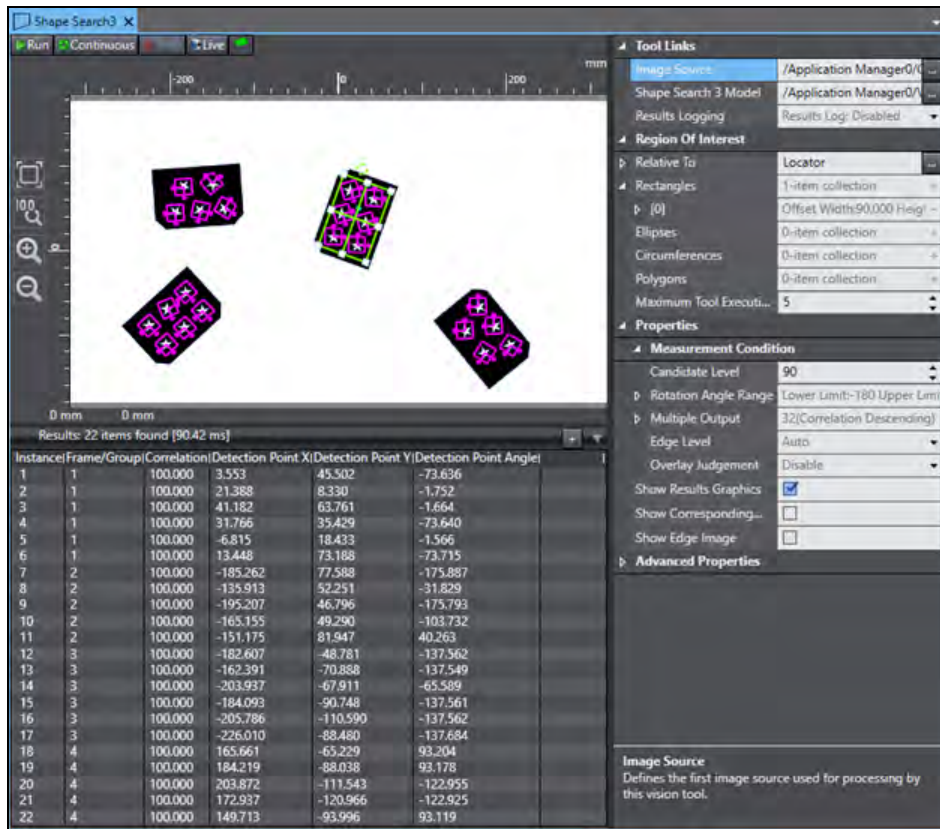 Shape Search3 X
Run Continuous Live
mm
-200 0 200
100
0
0 mm 0 mm
Results: 22 items found [90.42 ms]
Instance Frame/Group Correlation Detection Point X Detection Point Y Detection Point Angle
1 1 100.000 3.553 45.502 -73.636
2 1 100.000 21.388 8.330 -1.752
3 1 100.000 41.182 63.761 -1.664
4 1 100.000 31.766 35.429 -73.640
5 1 100.000 -6.815 18.433 -1.566
6 1 100.000 13.448 73.188 -73.715
7 2 100.000 -185.262 77.588 -175.887
8 2 100.000 -135.913 52.251 -31.829
9 2 100.000 -195.207 46.796 -175.793
10 2 100.000 -165.155 49.290 -103.732
11 2 100.000 -151.175 81.947 40.263
12 3 100.000 -182.607 -48.781 -137.562
13 3 100.000 -162.391 -70.888 -137.549
14 3 100.000 -203.937 -67.911 -65.589
15 3 100.000 -184.093 -90.748 -137.561
16 3 100.000 -205.786 -110.590 -137.562
17 3 100.000 -226.010 -88.480 -137.684
18 4 100.000 165.661 -65.229 93.204
19 4 100.000 184.219 -88.038 93.178
20 4 100.000 203.872 -111.543 -122.955
21 4 100.000 172.937 -120.966 -122.925
22 4 100.000 149.713 -93.996 93.119
Tool Links
Image Source /Application Manager0/ ...
Shape Search 3 Model /Application Manager0/ ...
Results Logging Results Log: Disabled
Region Of Interest
Relative To Locator ...
Rectangles 1-item collection
[0] Offset Width:90.000 Heig
Ellipses 0-item collection
Circumferences 0-item collection
Polygons 0-item collection
Maximum Tool Executi... 5
Properties
Measurement Condition
Candidate Level 90
Rotation Angle Range Lower Limit:-180 Upper Limi
Multiple Output 32(Correlation Descending)
Edge Level Auto
Overlay Judgement Disable
Show Results Graphics
Show Corresponding...
Show Edge Image
Advanced Properties
Image Source
Defines the first image source used for processing by
this vision tool.